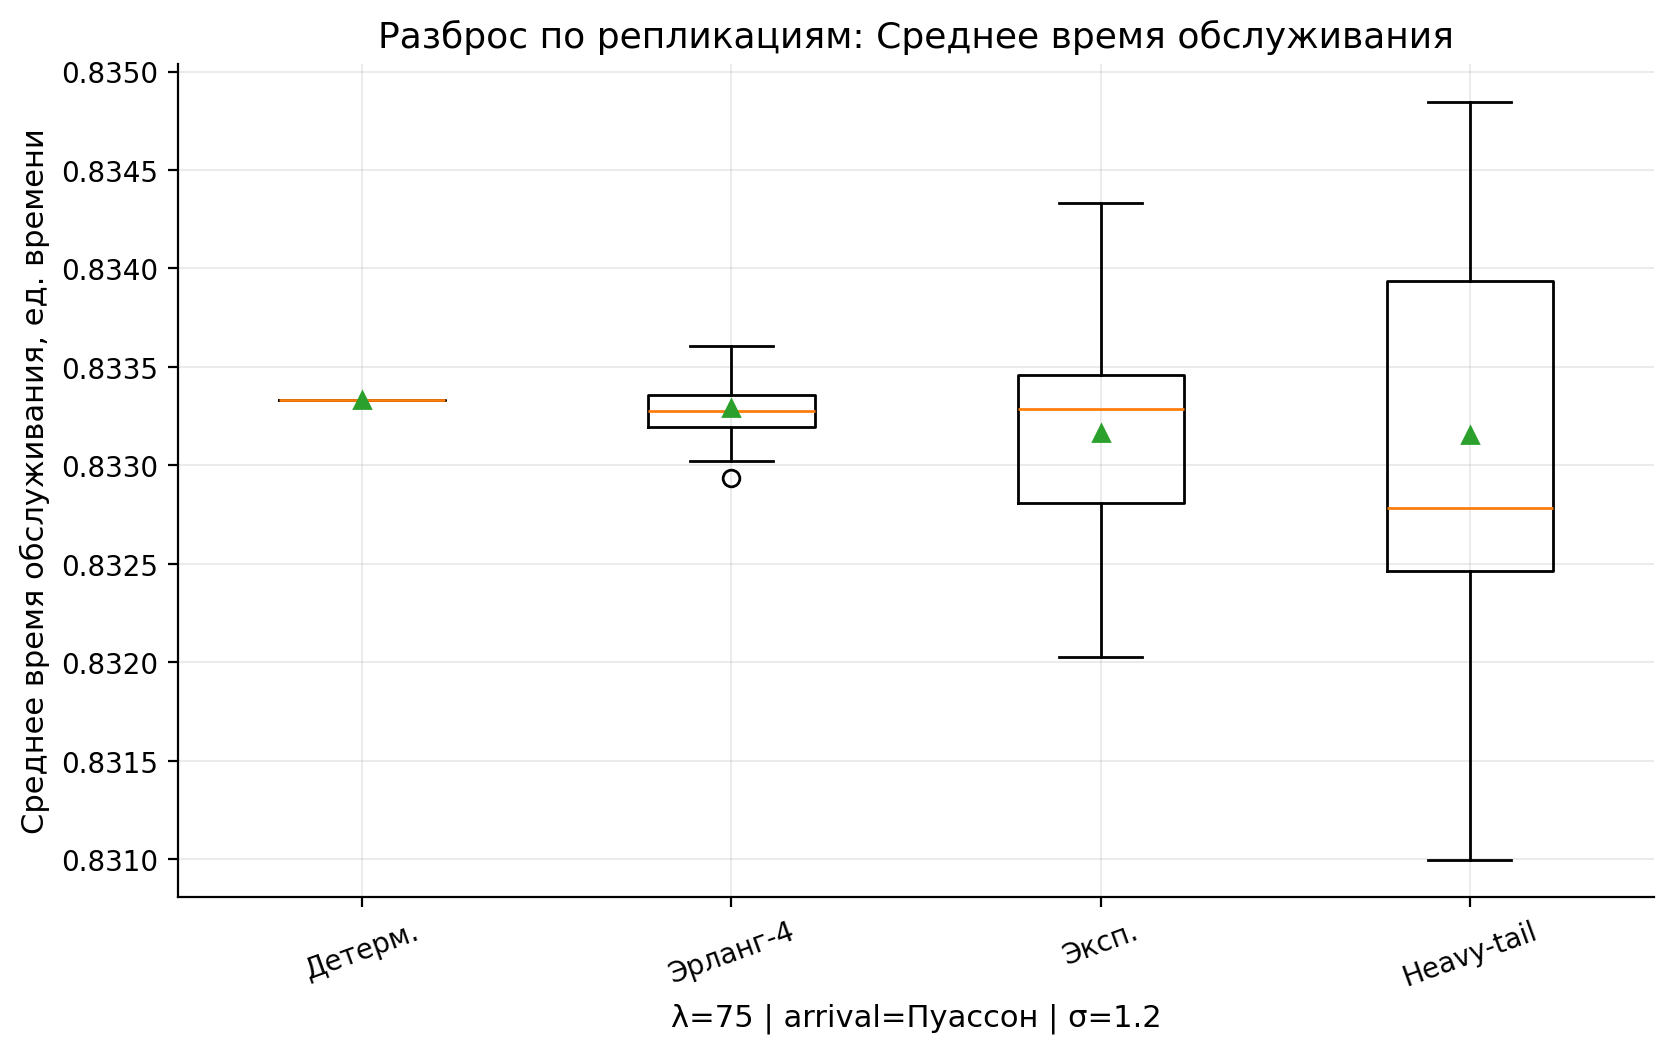 Разброс по репликациям: Среднее время обслуживания
Среднее время обслуживания, ед. времени
0.8350
0.8345
0.8340
0.8335
0.8330
0.8325
0.8320
0.8315
0.8310
Детерм.
Эрланг-4
Эксп.
Heavy-tail
λ=75 | arrival=Пуассон | σ=1.2